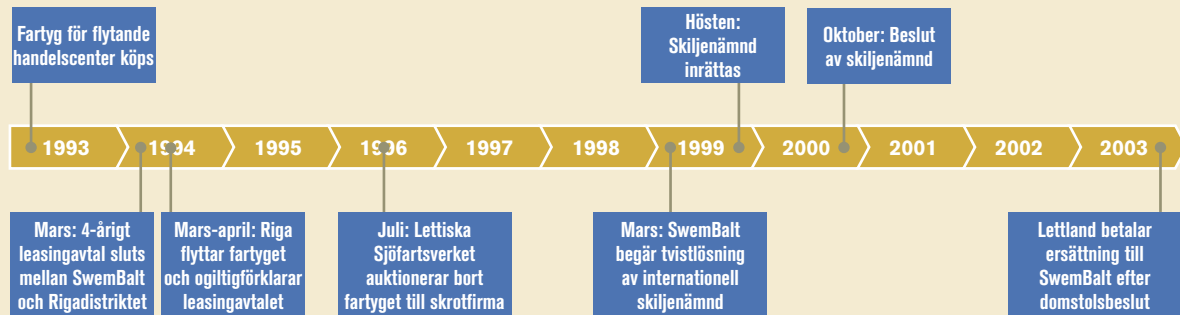 Fartyg för flytande
handelscenter köps
Hösten:
Skiljenämnd
inrättas
Oktober: Beslut
av skiljenämnd
1993
1994
1995
1996
1997
1998
1999
2000
2001
2002
2003
Mars: 4-årigt
leasingavtal sluts
mellan SwemBalt
och Rigadistriktet
Mars-april: Riga
flyttar fartyget
och ogiltigförklarar
leasingavtalet
Juli: Lettiska
Sjöfartsverket
auktionerar bort
fartyget till skrotfirma
Mars: SwemBalt
begär tvistlösning
av internationell
skiljenämnd
Lettland betalar
ersättning till
SwemBalt efter
domstolsbeslut